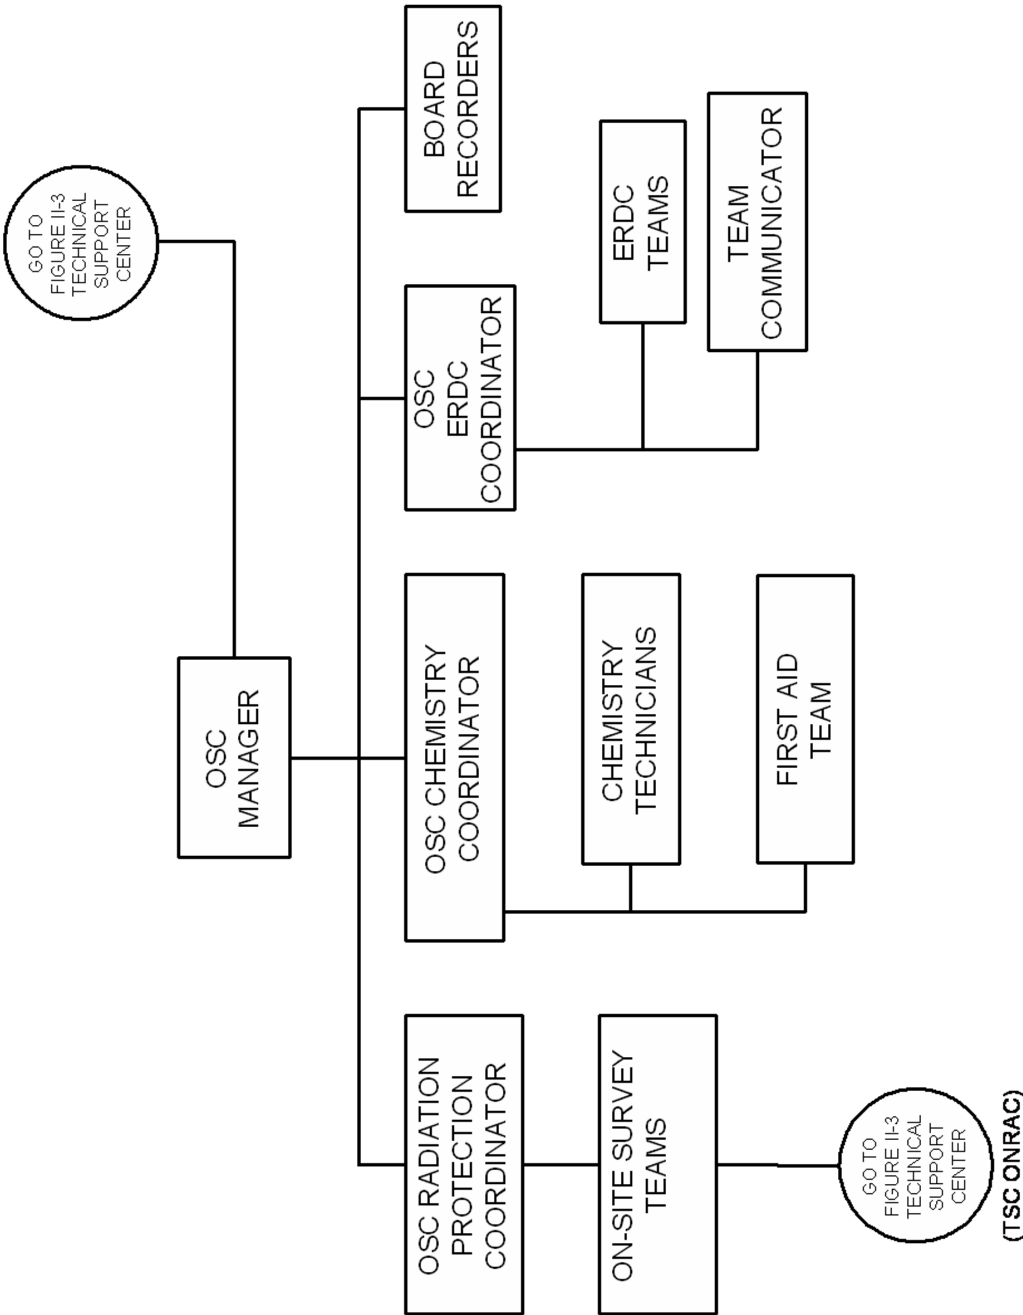 GO TO
FIGURE II-3
TECHNICAL
SUPPORT
CENTER
OSC
MANAGER
OSC RADIATION
PROTECTION
COORDINATOR
OSC CHEMISTRY
COORDINATOR
OSC
ERDC
COORDINATOR
BOARD
RECORDERS
ON-SITE SURVEY
TEAMS
CHEMISTRY
TECHNICIANS
ERDC
TEAMS
FIRST AID
TEAM
TEAM
COMMUNICATOR
GO TO
FIGURE II-3
TECHNICAL
SUPPORT
CENTER
(TSC ONRAC)